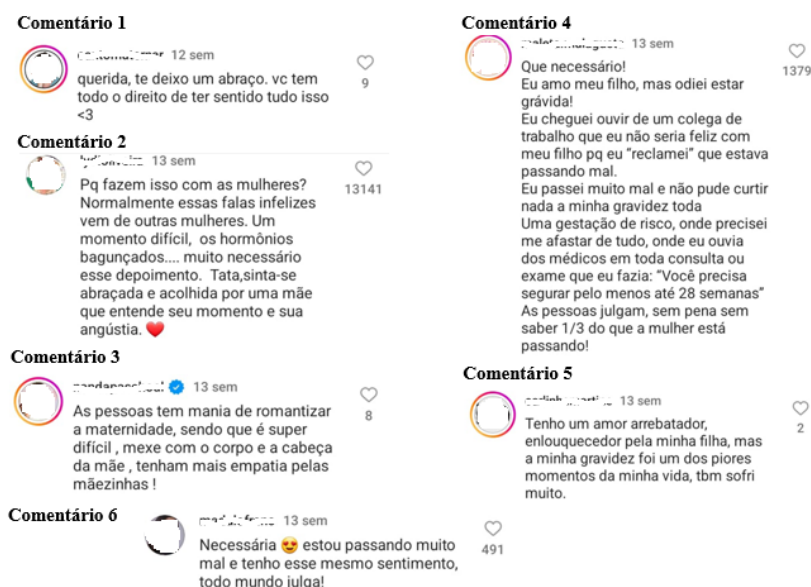 Comentário 1
12 sem
querida, te deixo um abraço. vc tem
todo o direito de ter sentido tudo isso
<3
9
Comentário 2
13 sem
Pq fazem isso com as mulheres?
Normalmente essas falas infelizes
vem de outras mulheres. Um
momento difícil, os hormônios
bagunçados.... muito necessário
esse depoimento. Tata,sinta-se
abraçada e acolhida por uma mãe
que entende seu momento e sua
angústia. ❤️
13141
Comentário 3
13 sem
As pessoas tem mania de romantizar
a maternidade, sendo que é super
difícil , mexe com o corpo e a cabeça
da mãe , tenham mais empatia pelas
mãezinhas !
8
Comentário 4
13 sem
Que necessário!
Eu amo meu filho, mas odiei estar
grávida!
Eu cheguei ouvir de um colega de
trabalho que eu não seria feliz com
meu filho pq eu “reclamei” que estava
passando mal.
Eu passei muito mal e não pude curtir
nada a minha gravidez toda
Uma gestação de risco, onde precisei
me afastar de tudo, onde eu ouvia
dos médicos em toda consulta ou
exame que eu fazia: “Você precisa
segurar pelo menos até 28 semanas”
As pessoas julgam, sem pena sem
saber 1/3 do que a mulher está
passando!
1379
Comentário 5
13 sem
Tenho um amor arrebatador,
enlouquecedor pela minha filha, mas
a minha gravidez foi um dos piores
momentos da minha vida, tbm sofri
muito.
2
Comentário 6
13 sem
Necessária 😍 estou passando muito
mal e tenho esse mesmo sentimento,
todo mundo julga!
491